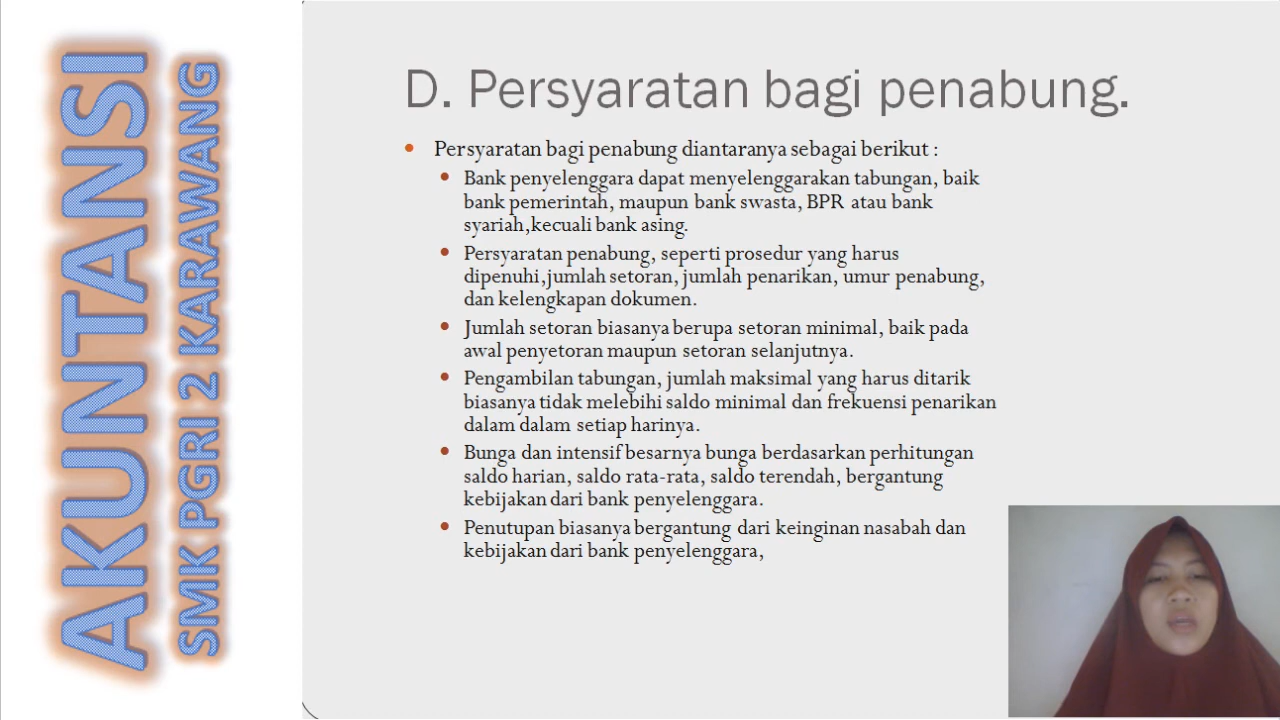 AKUNTANSI
SMK PGRI 2 KARAWANG
D. Persyaratan bagi penabung.
Persyaratan bagi penabung diantaranya sebagai berikut :
Bank penyelenggara dapat menyelenggarakan tabungan, baik
bank pemerintah, maupun bank swasta, BPR atau bank
syariah,kecuali bank asing.
Persyaratan penabung, seperti prosedur yang harus
dipenuhi,jumlah setoran, jumlah penarikan, umur penabung,
dan kelengkapan dokumen.
Jumlah setoran biasanya berupa setoran minimal, baik pada
awal penyetoran maupun setoran selanjutnya.
Pengambilan tabungan, jumlah maksimal yang harus ditarik
biasanya tidak melebihi saldo minimal dan frekuensi penarikan
dalam dalam setiap harinya.
Bunga dan intensif besarnya bunga berdasarkan perhitungan
saldo harian, saldo rata-rata, saldo terendah, bergantung
kebijakan dari bank penyelenggara.
Penutupan biasanya bergantung dari keinginan nasabah dan
kebijakan dari bank penyelenggara,